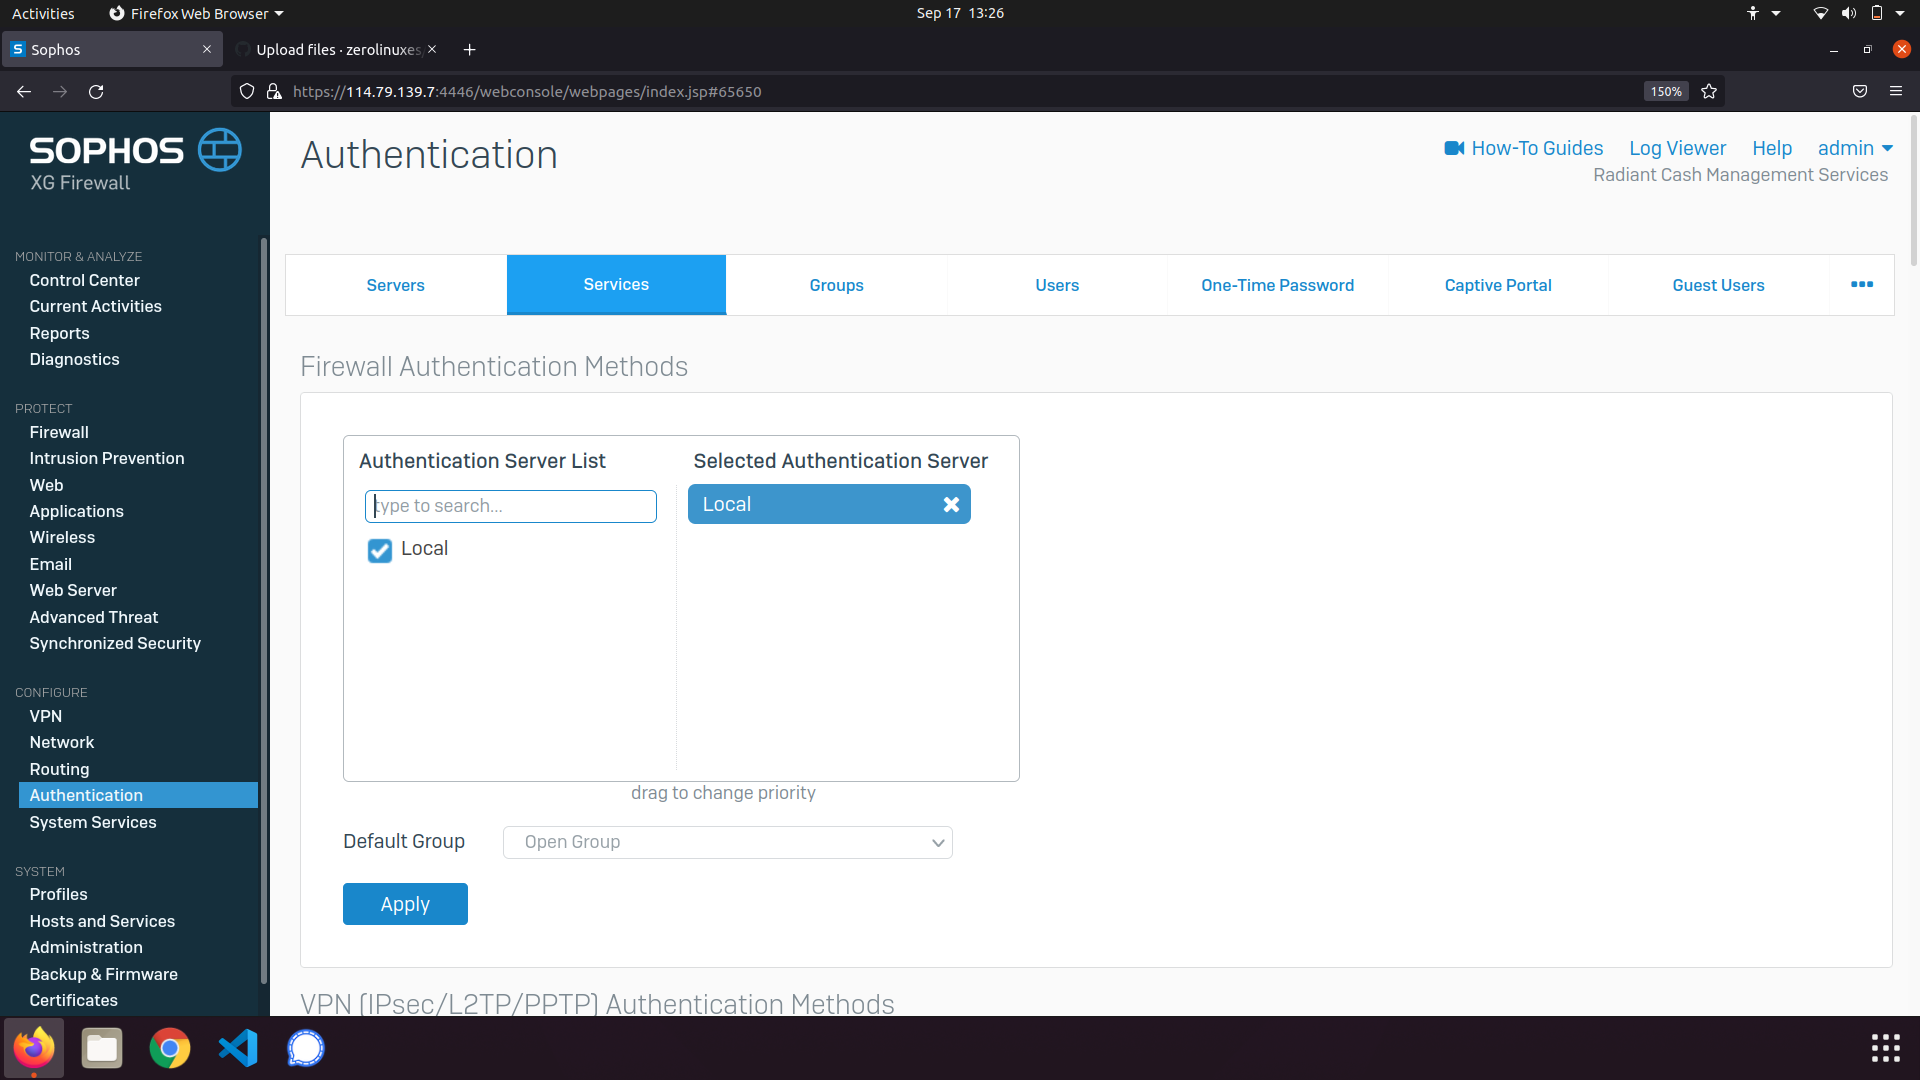 Activities
Firefox Web Browser
Sep 17 13:26
Sophos
Upload files · zerolinuxes
https://114.79.139.7:4446/webconsole/webpages/index.jsp#65650
150%
SOPHOS
XG Firewall
Authentication
How-To Guides
Log Viewer
Help
admin
Radiant Cash Management Services
MONITOR & ANALYZE
Control Center
Current Activities
Reports
Diagnostics
PROTECT
Firewall
Intrusion Prevention
Web
Applications
Wireless
Email
Web Server
Advanced Threat
Synchronized Security
CONFIGURE
VPN
Network
Routing
Authentication
System Services
SYSTEM
Profiles
Hosts and Services
Administration
Backup & Firmware
Certificates
Servers
Services
Groups
Users
One-Time Password
Captive Portal
Guest Users
Firewall Authentication Methods
Authentication Server List
Selected Authentication Server
type to search...
Local
Local
drag to change priority
Default Group
Open Group
Apply
VPN (IPsec/L2TP/PPTP) Authentication Methods